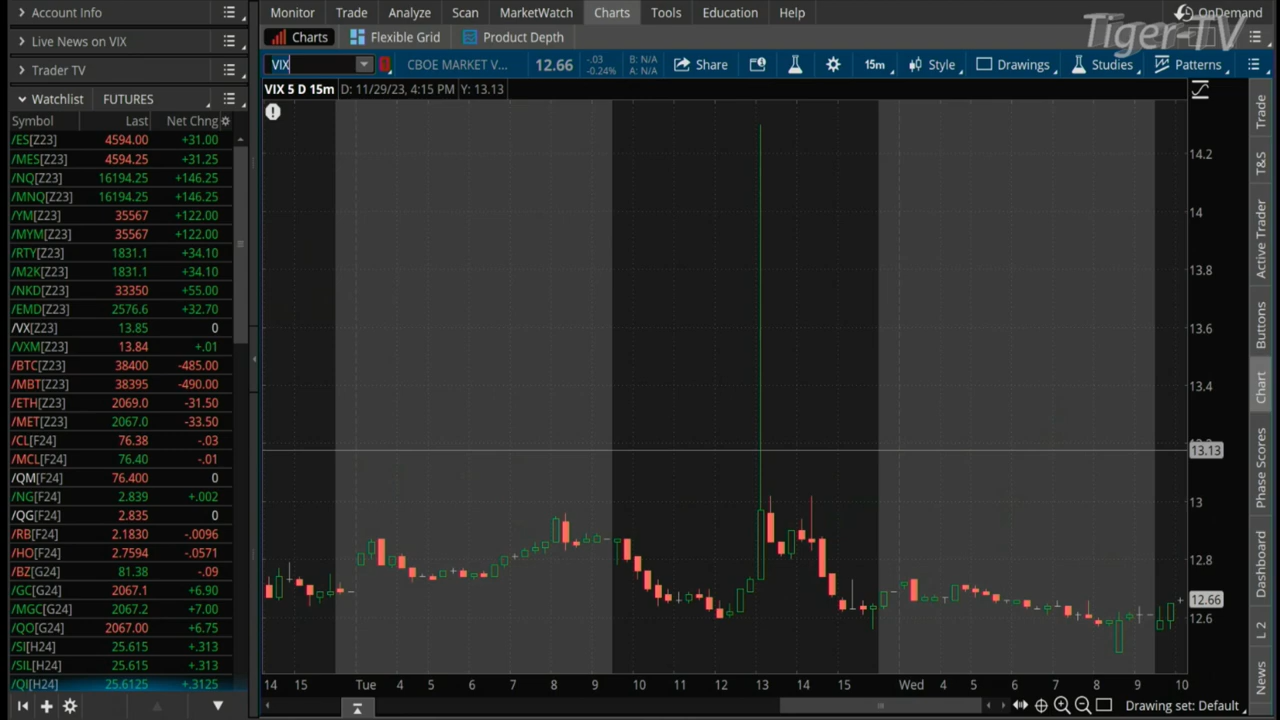 Account Info
Monitor Trade Analyze Scan MarketWatch Charts Tools Education Help OnDemand
Tiger-TV
Live News on VIX
Charts Flexible Grid Product Depth
Trader TV
VIX CBOE MARKET V... 12.66 -.03 -0.24% B: N/A A: N/A Share 15m Style Drawings Studies Patterns
Watchlist FUTURES
VIX 5 D 15m D: 11/29/23, 4:15 PM Y: 13.13
Symbol Last Net Chng
/ES[Z23] 4594.00 +31.00
/MES[Z23] 4594.25 +31.25
/NQ[Z23] 16194.25 +146.25
/MNQ[Z23] 16194.25 +146.25
/YM[Z23] 35567 +122.00
/MYM[Z23] 35567 +122.00
/RTY[Z23] 1831.1 +34.10
/M2K[Z23] 1831.1 +34.10
/NKD[Z23] 33350 +55.00
/EMD[Z23] 2576.6 +32.70
/VX[Z23] 13.85 0
/VXM[Z23] 13.84 +.01
/BTC[Z23] 38400 -485.00
/MBT[Z23] 38395 -490.00
/ETH[Z23] 2069.0 -31.50
/MET[Z23] 2067.0 -33.50
/CL[F24] 76.38 -.03
/MCL[F24] 76.40 -.01
/QM[F24] 76.400 0
/NG[F24] 2.839 +.002
/QG[F24] 2.835 0
/RB[F24] 2.1830 -.0096
/HO[F24] 2.7594 -.0571
/BZ[G24] 81.38 -.09
/GC[G24] 2067.1 +6.90
/MGC[G24] 2067.2 +7.00
/QO[G24] 2067.00 +6.75
/SI[H24] 25.615 +.313
/SIL[H24] 25.615 +.313
/QI[H24] 25.6125 +.3125
14.2
14
13.8
13.6
13.4
13.13
13
12.8
12.66
12.6
14 15 Tue 4 5 6 7 8 9 10 11 12 13 14 15 Wed 4 5 6 7 8 9 10
Drawing set: Default
Trade
T&S
Active Trader
Buttons
Chart
Phase Scores
Dashboard
L 2
News